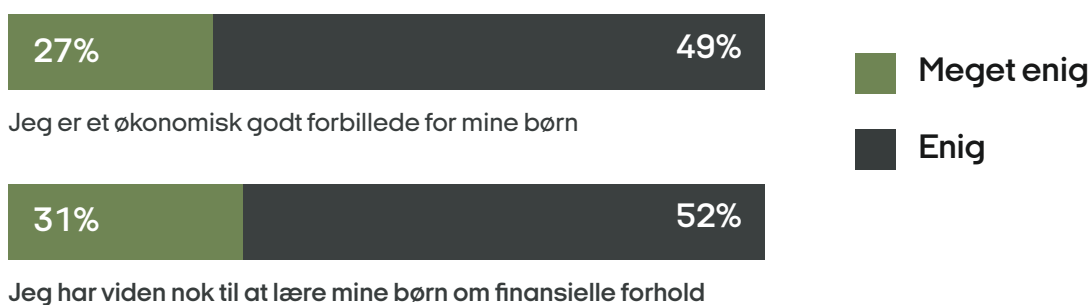 27% 49%
Jeg er et økonomisk godt forbillede for mine børn
31% 52%
Jeg har viden nok til at lære mine børn om finansielle forhold
Meget enig
Enig